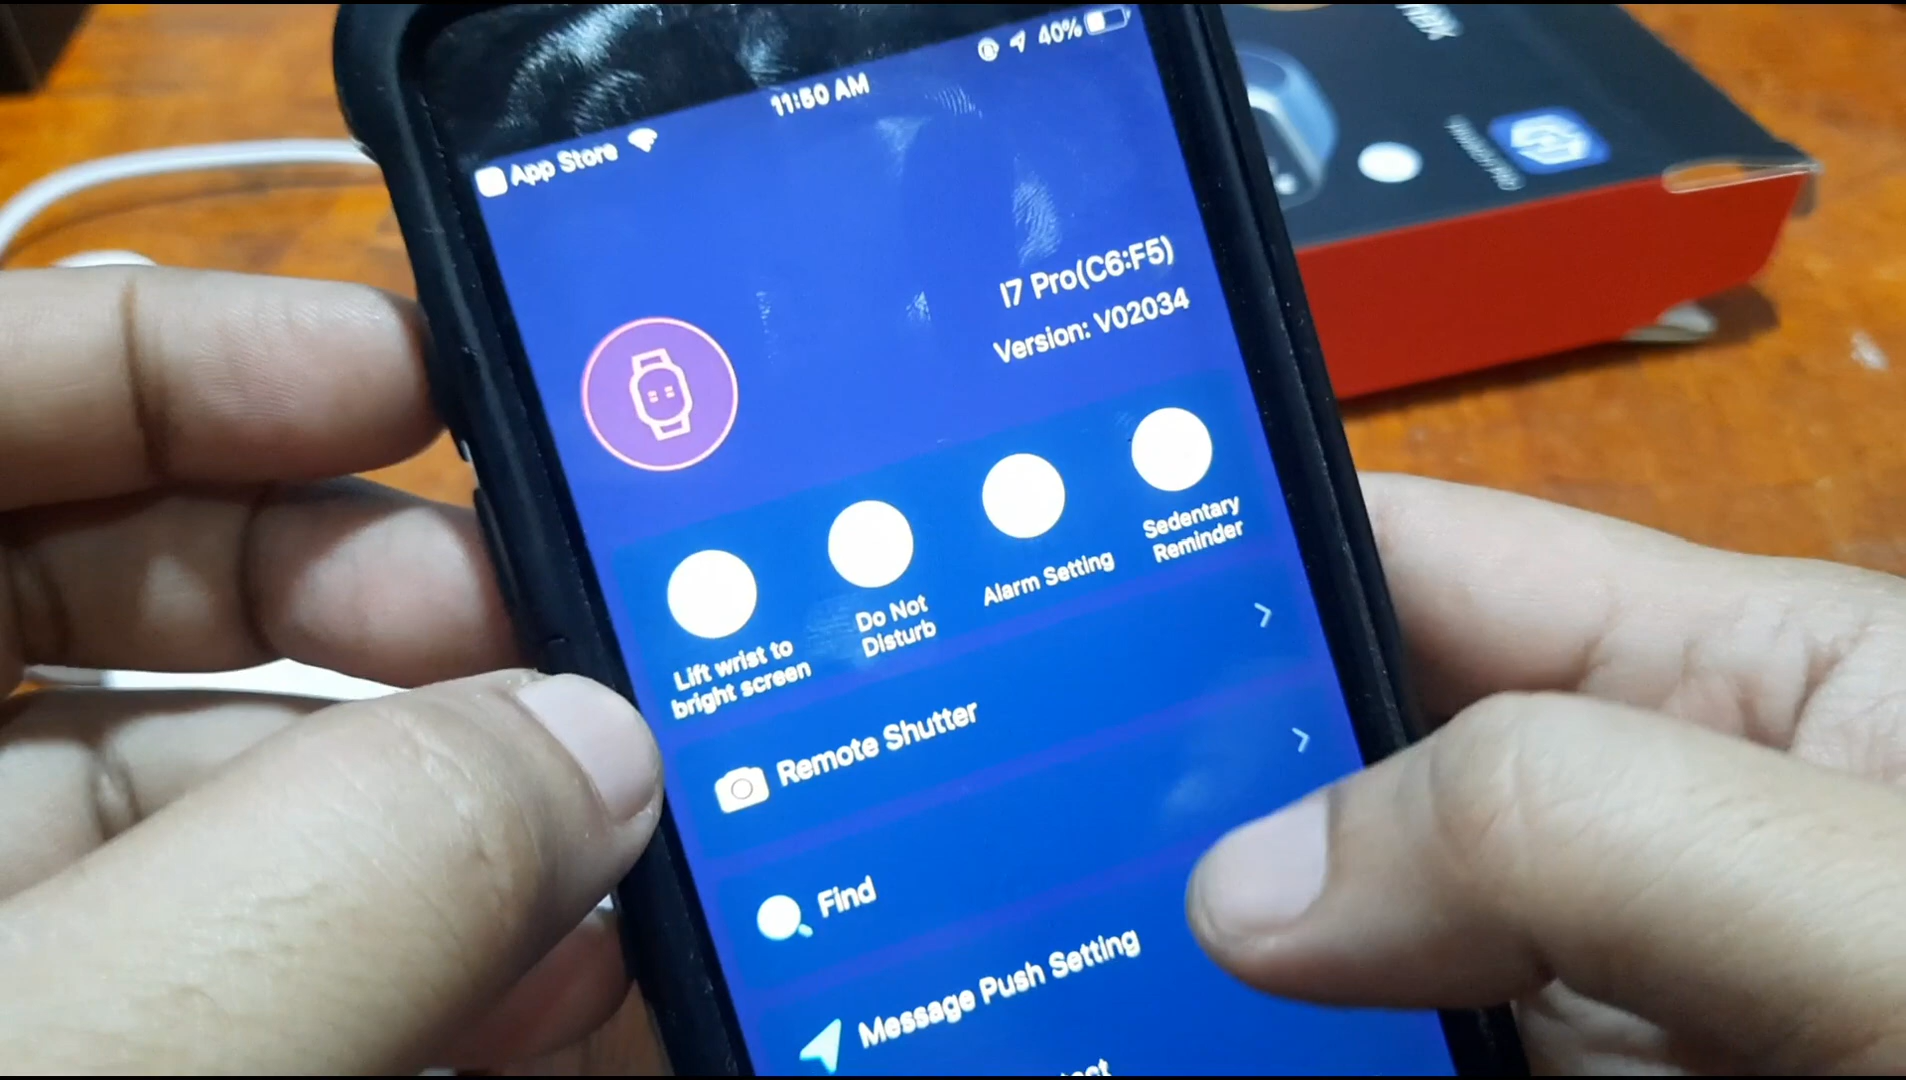 11:50 AM
40%
App Store
I7 Pro(C6:F5)
Version: V02034
Lift wrist to
bright screen
Do Not
Disturb
Alarm Setting
Sedentary
Reminder
Remote Shutter
Find
Message Push Setting